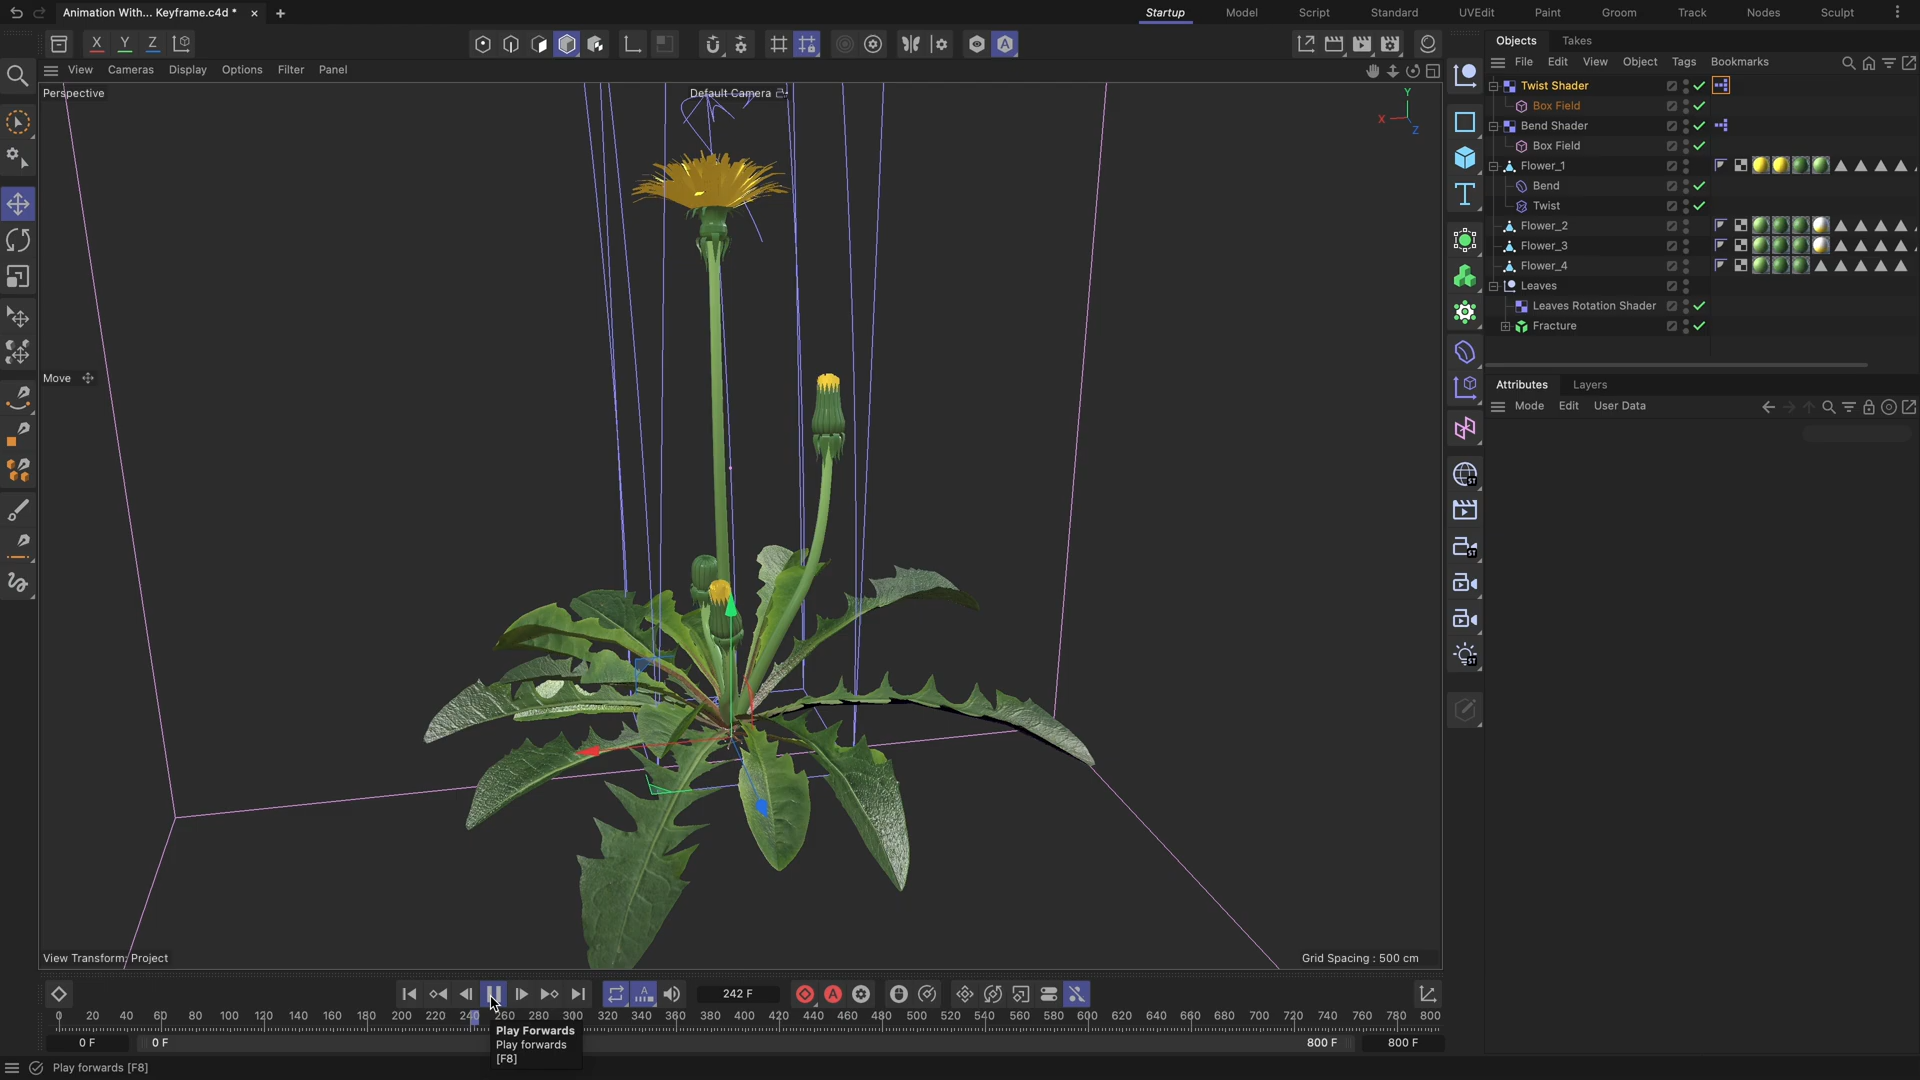 Animation With... Keyframe.c4d *
Startup
Model
Script
Standard
UVEdit
Paint
Groom
Track
Nodes
Sculpt
X Y Z
View Cameras Display Options Filter Panel
Perspective
Default Camera
Y
X
Z
Move
View Transform: Project
Grid Spacing : 500 cm
Objects Takes
File Edit View Object Tags Bookmarks
Twist Shader
Box Field
Bend Shader
Box Field
Flower_1
Bend
Twist
Flower_2
Flower_3
Flower_4
Leaves
Leaves Rotation Shader
Fracture
Attributes Layers
Mode Edit User Data
242 F
0 20 40 60 80 100 120 140 160 180 200 220 240 260 280 300 320 340 360 380 400 420 440 460 480 500 520 540 560 580 600 620 640 660 680 700 720 740 760 780 800
0 F 0 F 800 F 800 F
Play Forwards
Play forwards
[F8]
Play forwards [F8]